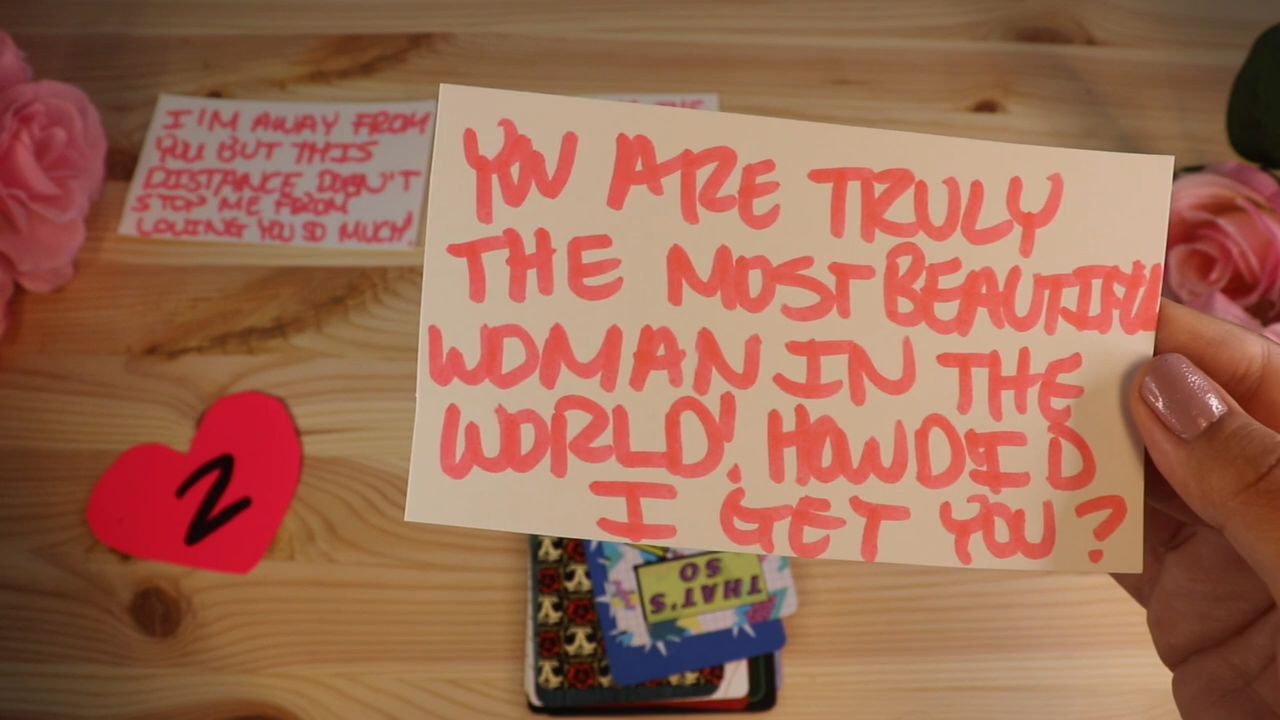 I'M AWAY FROM
YOU BUT THIS
DISTANCE DOEN'T
STOP ME FROM
LOVING YOU SO MUCH!
YOU ARE TRULY
THE MOST BEAUTIFUL
WOMAN IN THE
WORLD! HOW DID
I GET YOU?
2
THAT'S
SO